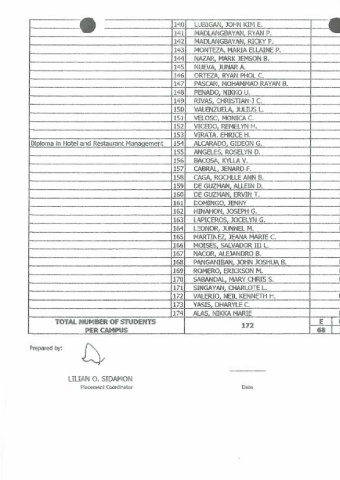 140 LUBIGAN, JOHN KIM E.
141 MADLANGBAYAN, RYAN P.
142 MADLANGBAYAN, RICKY P.
143 MONTEZA, MARIA ELLAINE P.
144 NAZAR, MARK JEMSON B.
145 NUEVA, JUNAR A.
146 ORTEZA, RYAN PHOL C.
147 PASCAN, MOHAMMAD RAYAN B.
148 PENADO, NIKKO U.
149 RIVAS, CHRISTIAN J C.
150 VALENZUELA, JULIUS L.
151 VELOSO, MONICA C.
152 VICEDO, REMELYN H.
153 VIRATA, EHRICE H.
Diploma in Hotel and Restaurant Management 154 ALCARADO, GIDEON G.
155 ANGELES, ROSELYN D.
156 BACOSA, KYLLA V.
157 CABRAL, JENARD F.
158 CAGA, ROCHLLE ANN B.
159 DE GUZMAN, ALLEIN D.
160 DE GUZMAN, ERVIN T.
161 DOMINGO, JENNY
162 HINAHON, JOSEPH G.
163 LAPICEROS, JOCELYN G.
164 LEONOR, JUNNEL M.
165 MARTINEZ, JEANA MARIE C.
166 MOISES, SALVADOR III L.
167 NACOR, ALEJANDRO B.
168 PANGANIBAN, JOHN JOSHUA B.
169 ROMERO, ERICKSON M.
170 SABANDAL, MARY CHRIS S.
171 SINGAYAN, CHARLOTE L.
172 VALERIO, NEIL KENNETH H.
173 YASIS, DHARYLE C.
174 ALAS, NIKKA MARIE
TOTAL NUMBER OF STUDENTS PER CAMPUS 172 E 68
Prepared by:
LILIAN O. SIDAMON
Placement Coordinator Date